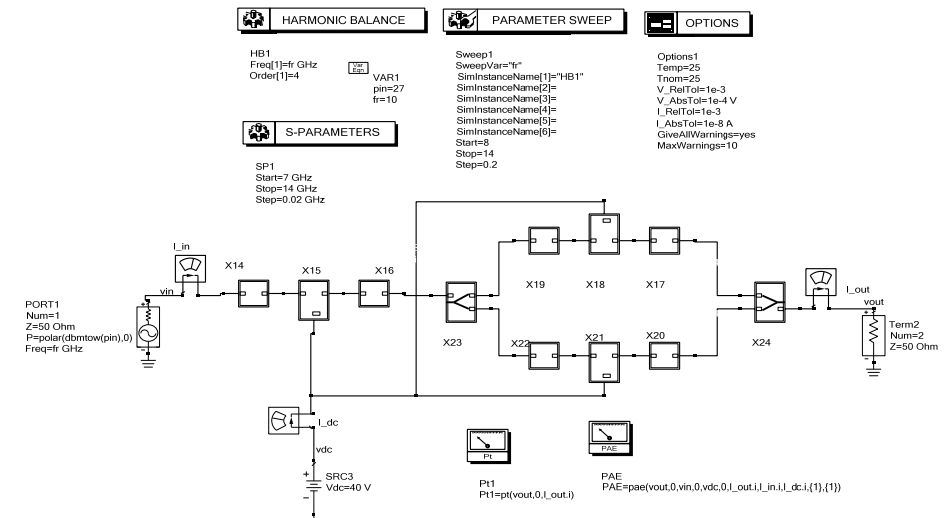 HARMONIC BALANCE
HB1
Freq[1]=fr GHz
Order[1]=4
Var
Eqn
VAR1
pin=27
fr=10
PARAMETER SWEEP
Sweep1
SweepVar="fr"
SimInstanceName[1]="HB1"
SimInstanceName[2]=
SimInstanceName[3]=
SimInstanceName[4]=
SimInstanceName[5]=
SimInstanceName[6]=
Start=8
Stop=14
Step=0.2
OPTIONS
Options1
Temp=25
Tnom=25
V_RelTol=1e-3
V_AbsTol=1e-4 V
I_RelTol=1e-3
I_AbsTol=1e-8 A
GiveAllWarnings=yes
MaxWarnings=10
S-PARAMETERS
SP1
Start=7 GHz
Stop=14 GHz
Step=0.02 GHz
I_in
vin
PORT1
Num=1
Z=50 Ohm
P=polar(dbmtow(pin),0)
Freq=fr GHz
X14
X15
X16
X23
X19
X18
X17
X22
X21
X20
X24
I_out
vout
Term2
Num=2
Z=50 Ohm
I_dc
vdc
SRC3
Vdc=40 V
Pt
Pt1
Pt1=pt(vout,0,I_out.i)
PAE
PAE
PAE=pae(vout,0,vin,0,vdc,0,I_out.i,I_in.i,I_dc.i,{1},{1})